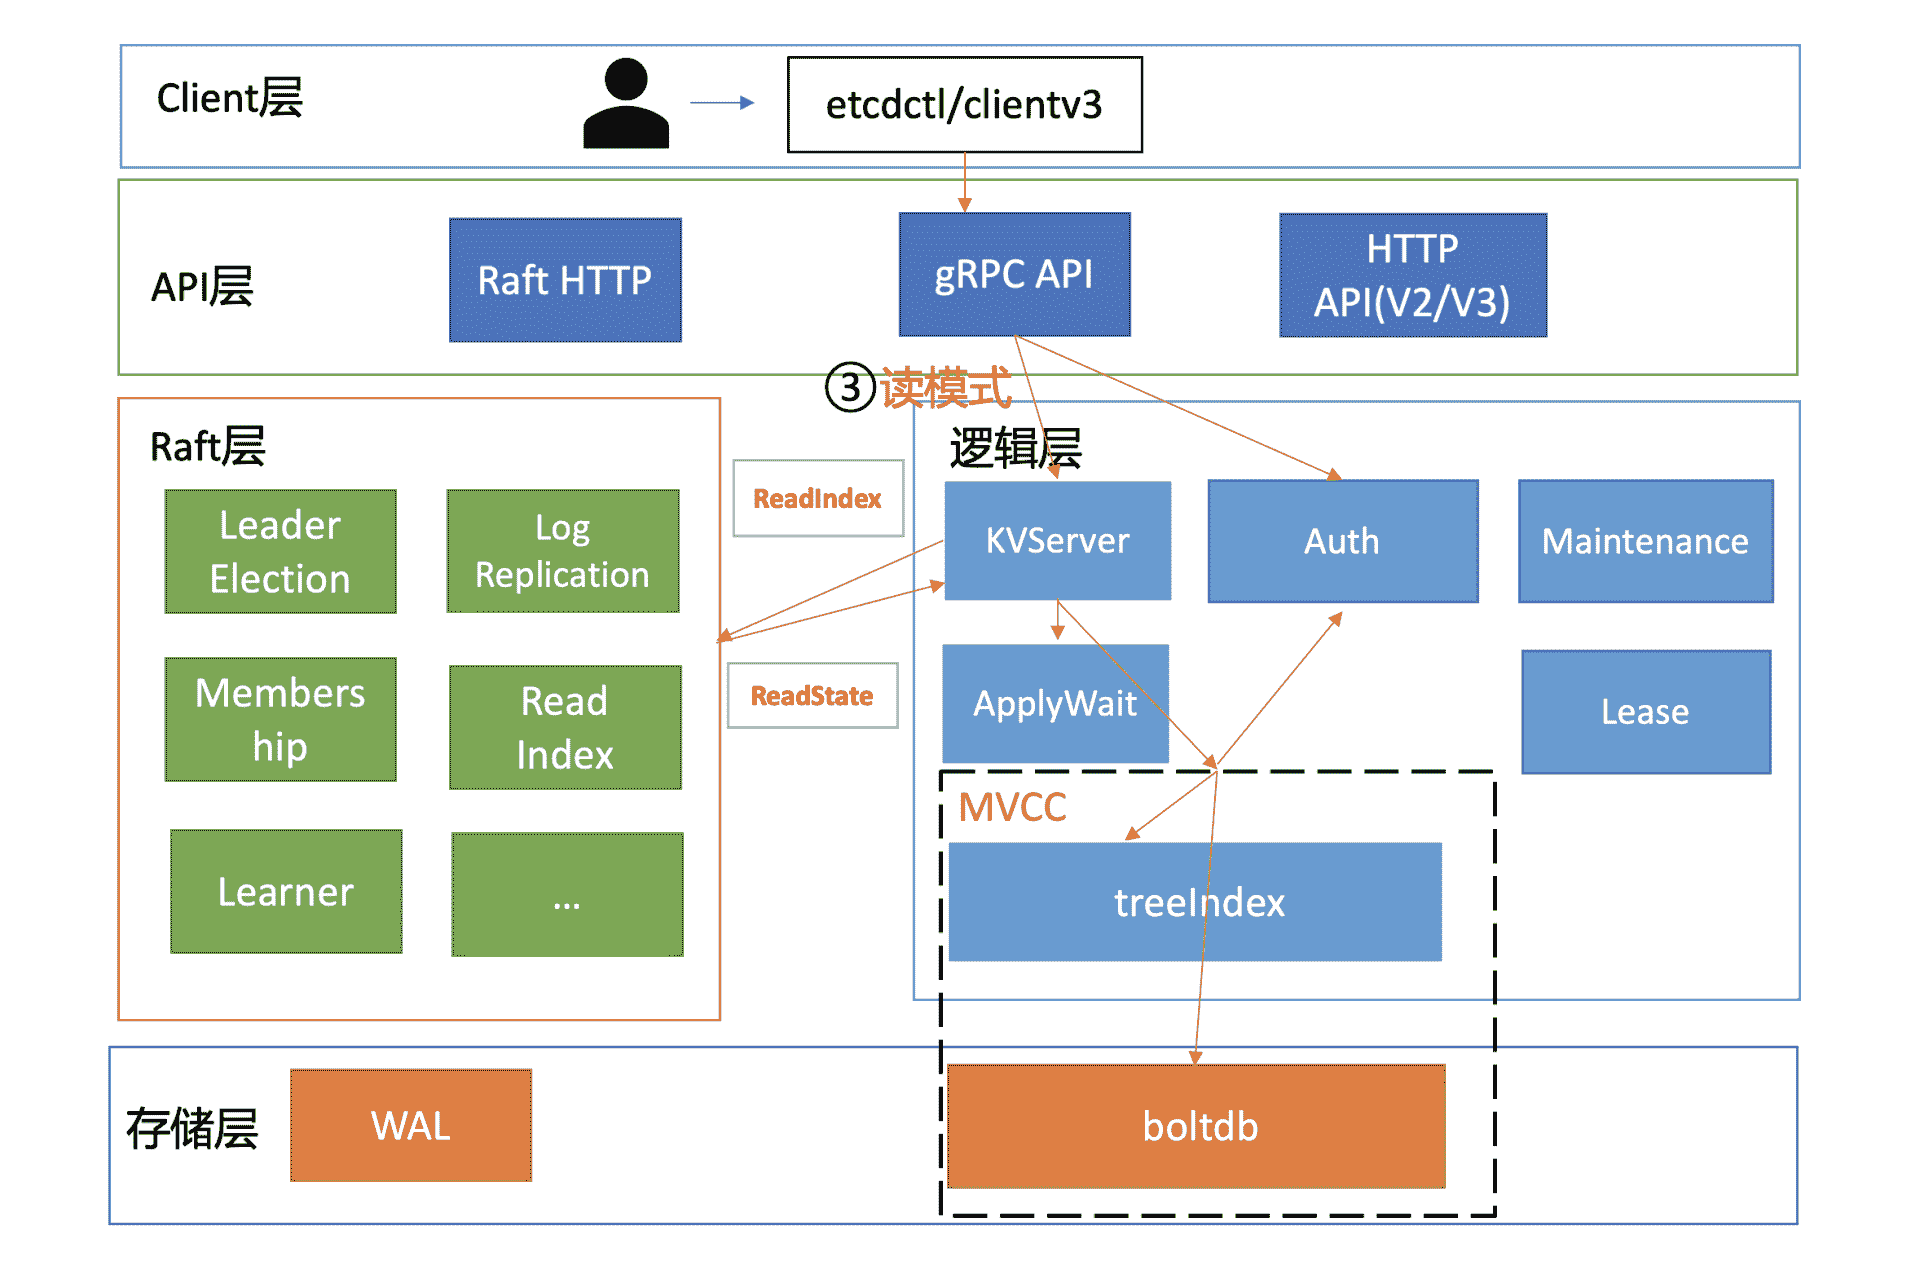 Client层
etcdctl/clientv3
API层
Raft HTTP
gRPC API
HTTP
API(V2/V3)
③读模式
Raft层
Leader
Election
Log
Replication
Members
hip
Read
Index
Learner
...
ReadIndex
ReadState
逻辑层
KVServer
Auth
Maintenance
ApplyWait
Lease
MVCC
treeIndex
存储层
WAL
boltdb